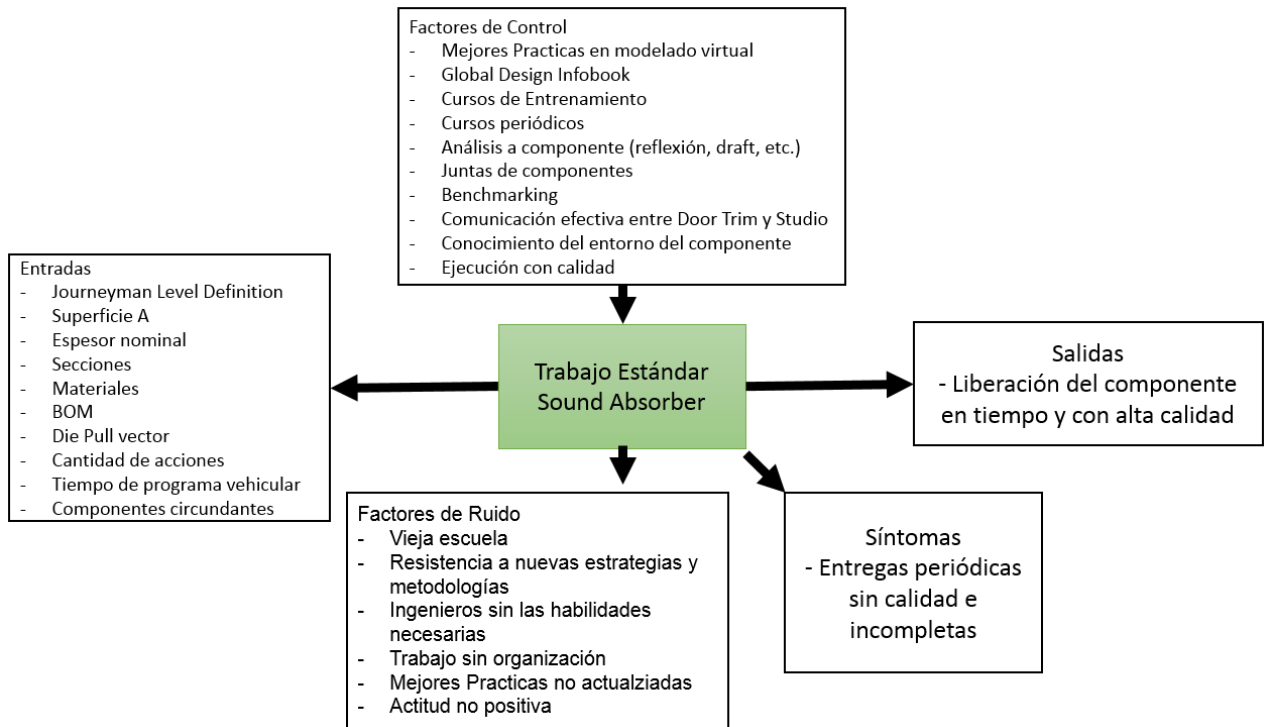 Factores de Control
- Mejores Practicas en modelado virtual
- Global Design Infobook
- Cursos de Entrenamiento
- Cursos periódicos
- Análisis a componente (reflexión, draft, etc.)
- Juntas de componentes
- Benchmarking
- Comunicación efectiva entre Door Trim y Studio
- Conocimiento del entorno del componente
- Ejecución con calidad
Entradas
- Journeyman Level Definition
- Superficie A
- Espesor nominal
- Secciones
- Materiales
- BOM
- Die Pull vector
- Cantidad de acciones
- Tiempo de programa vehicular
- Componentes circundantes
Trabajo Estándar
Sound Absorber
Salidas
- Liberación del componente
en tiempo y con alta calidad
Factores de Ruido
- Vieja escuela
- Resistencia a nuevas estrategias y
metodologías
- Ingenieros sin las habilidades
necesarias
- Trabajo sin organización
- Mejores Practicas no actualziadas
- Actitud no positiva
Síntomas
- Entregas periódicas
sin calidad e
incompletas